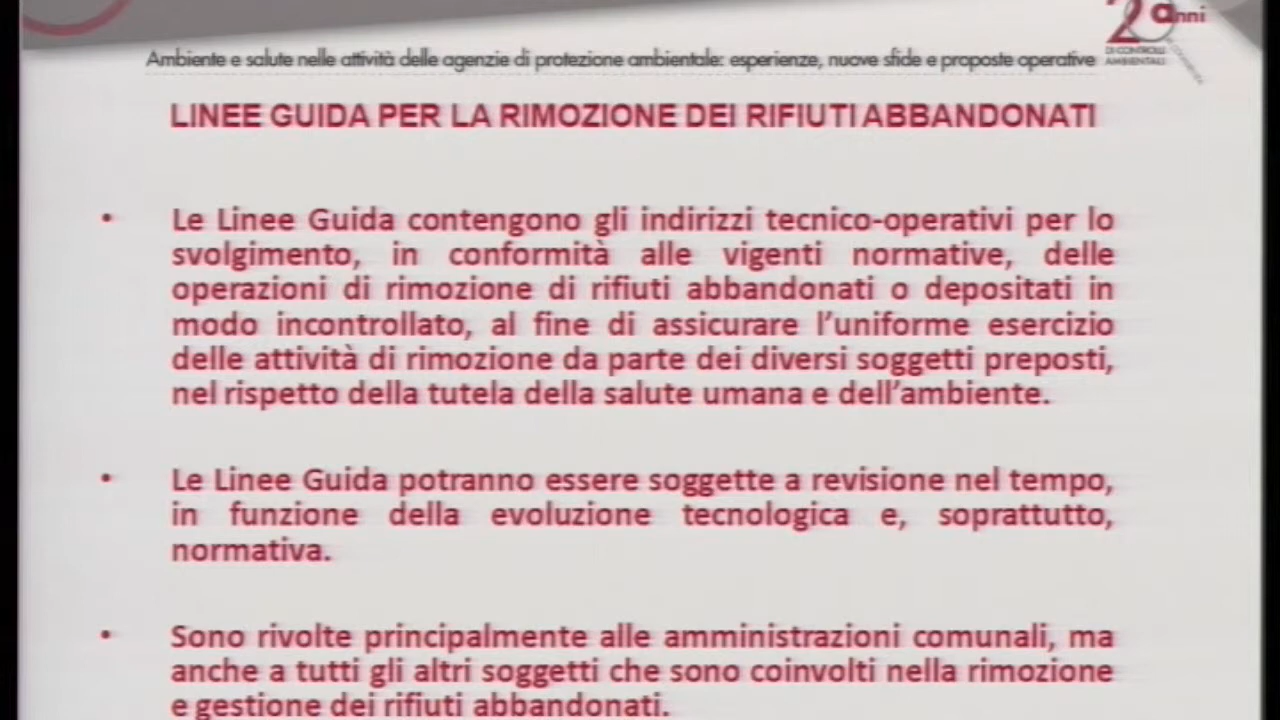 20 anni
DI CONTROLLI
AMBIENTALI
Ambiente e salute nelle attività delle agenzie di protezione ambientale: esperienze, nuove sfide e proposte operative
LINEE GUIDA PER LA RIMOZIONE DEI RIFIUTI ABBANDONATI
• Le Linee Guida contengono gli indirizzi tecnico-operativi per lo
svolgimento, in conformità alle vigenti normative, delle
operazioni di rimozione di rifiuti abbandonati o depositati in
modo incontrollato, al fine di assicurare l'uniforme esercizio
delle attività di rimozione da parte dei diversi soggetti preposti,
nel rispetto della tutela della salute umana e dell'ambiente.
• Le Linee Guida potranno essere soggette a revisione nel tempo,
in funzione della evoluzione tecnologica e, soprattutto,
normativa.
• Sono rivolte principalmente alle amministrazioni comunali, ma
anche a tutti gli altri soggetti che sono coinvolti nella rimozione
e gestione dei rifiuti abbandonati.